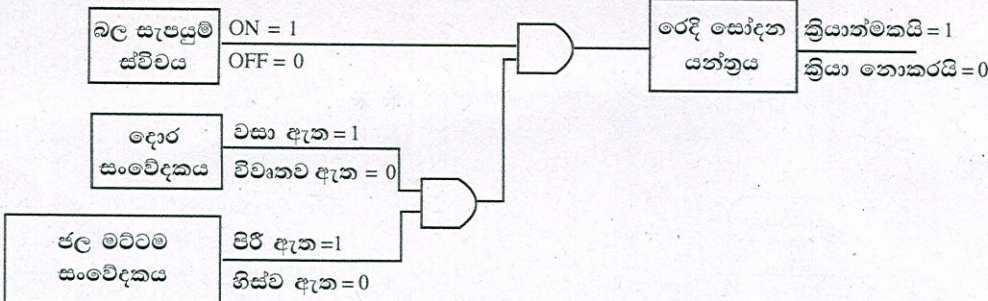 බල සැපයුම්
ස්විචය
ON = 1
OFF = 0
රෙදි සෝදන
යන්ත්‍රය
ක්‍රියාත්මකයි = 1
ක්‍රියා නොකරයි = 0
දොර
සංවේදකය
වසා ඇත = 1
විවෘතව ඇත = 0
ජල මට්ටම
සංවේදකය
පිරී ඇත =1
හිස්ව ඇත = 0